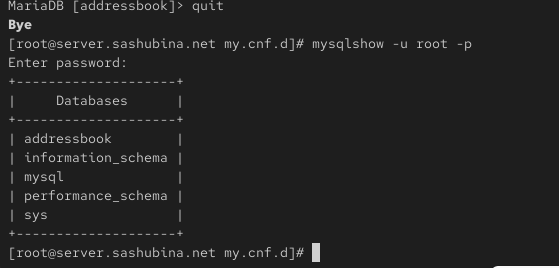 MariaDB [addressbook]> quit
Bye
[root@server.sashubina.net my.cnf.d]# mysqlshow -u root -p
Enter password:
+--------------------+
|     Databases      |
+--------------------+
| addressbook        |
| information_schema |
| mysql              |
| performance_schema |
| sys                |
+--------------------+
[root@server.sashubina.net my.cnf.d]#